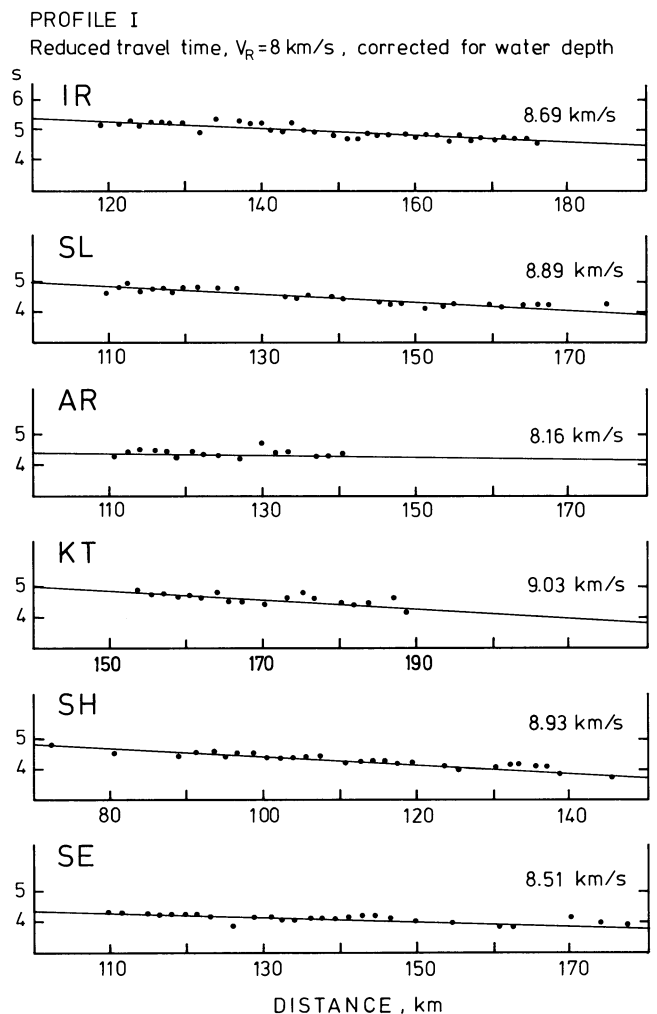 PROFILE I
Reduced travel time, VR=8 km/s, corrected for water depth
s
IR
8.69 km/s
6
5
4
120 140 160 180
SL
8.89 km/s
5
4
110 130 150 170
AR
8.16 km/s
5
4
110 130 150 170
KT
9.03 km/s
5
4
150 170 190
SH
8.93 km/s
5
4
80 100 120 140
SE
8.51 km/s
5
4
110 130 150 170
DISTANCE, km